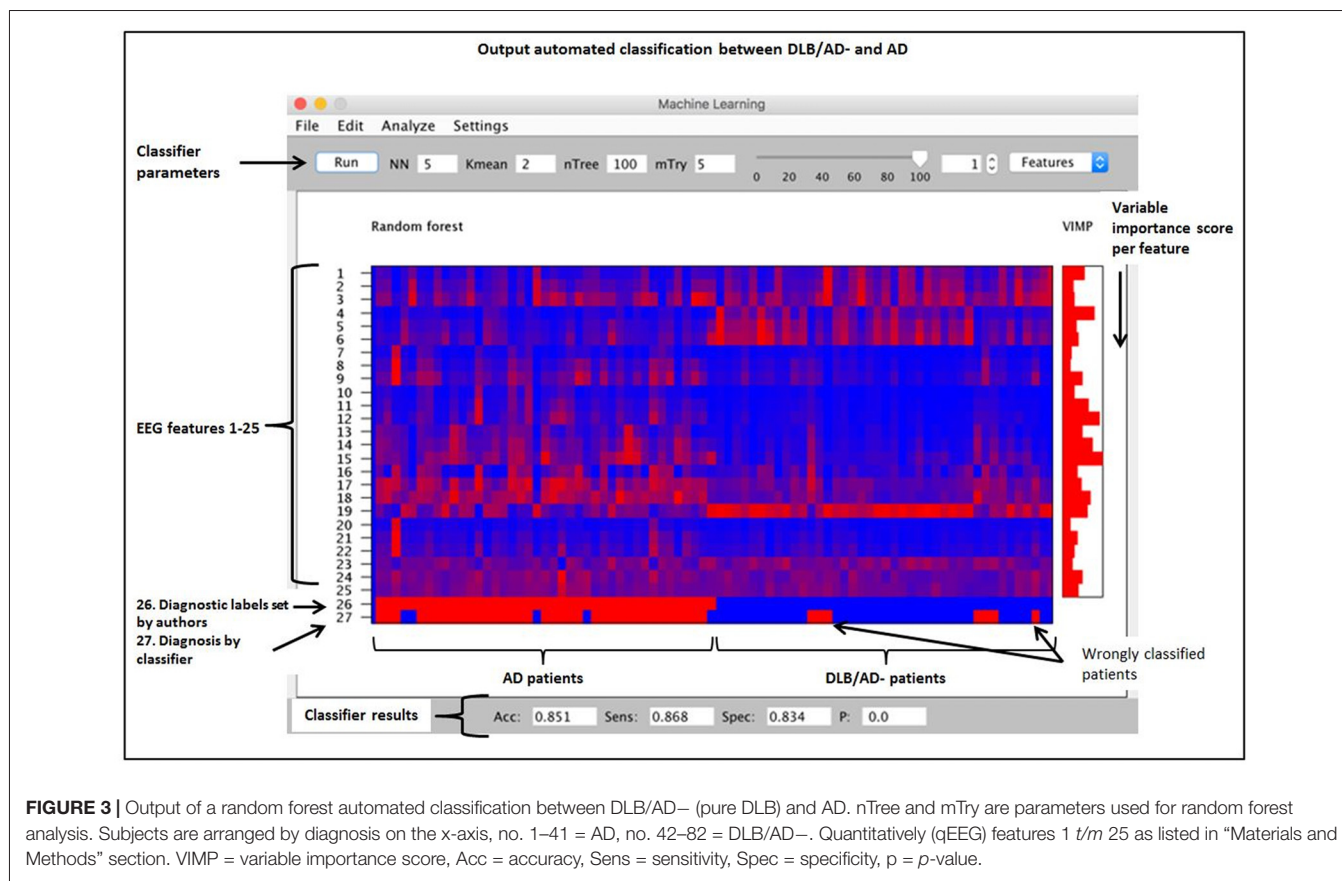 Output automated classification between DLB/AD- and AD
Machine Learning
File Edit Analyze Settings
Classifier
parameters
Run NN 5 Kmean 2 nTree 100 mTry 5
0 20 40 60 80 100
1 Features
Random forest
VIMP
Variable
importance score
per feature
1
2
3
4
5
6
7
8
9
10
11
12
13
14
15
16
17
18
19
20
21
22
23
24
25
26
27
EEG features 1-25
26. Diagnostic labels set
by authors
27. Diagnosis by
classifier
AD patients
DLB/AD- patients
Wrongly classified
patients
Classifier results
Acc: 0.851 Sens: 0.868 Spec: 0.834 P: 0.0
FIGURE 3 | Output of a random forest automated classification between DLB/AD− (pure DLB) and AD. nTree and mTry are parameters used for random forest
analysis. Subjects are arranged by diagnosis on the x-axis, no. 1–41 = AD, no. 42–82 = DLB/AD−. Quantitatively (qEEG) features 1 t/m 25 as listed in “Materials and
Methods” section. VIMP = variable importance score, Acc = accuracy, Sens = sensitivity, Spec = specificity, p = p-value.